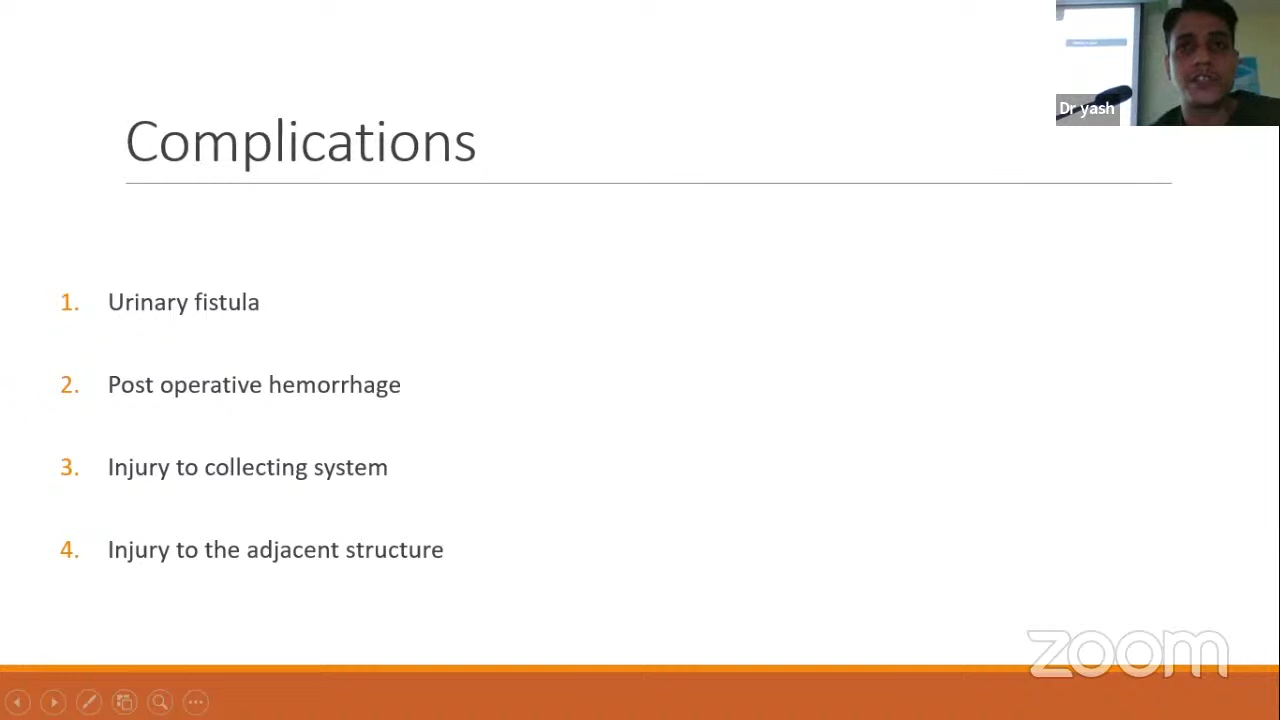 Dr yash
Complications
1. Urinary fistula
2. Post operative hemorrhage
3. Injury to collecting system
4. Injury to the adjacent structure
zoom